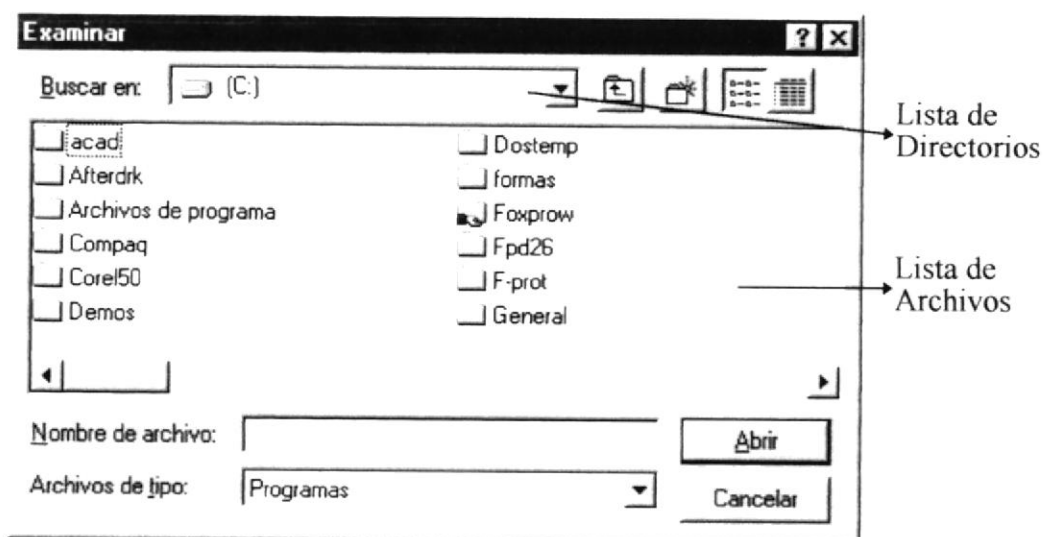 Examinar
Buscar en: (C:)
Lista de
Directorios
acad
Afterdrk
Archivos de programa
Compaq
Corel50
Demos
Dostemp
formas
Foxprow
Fpd26
F-prot
General
Lista de
Archivos
Nombre de archivo:
Abrir
Archivos de tipo: Programas
Cancelar